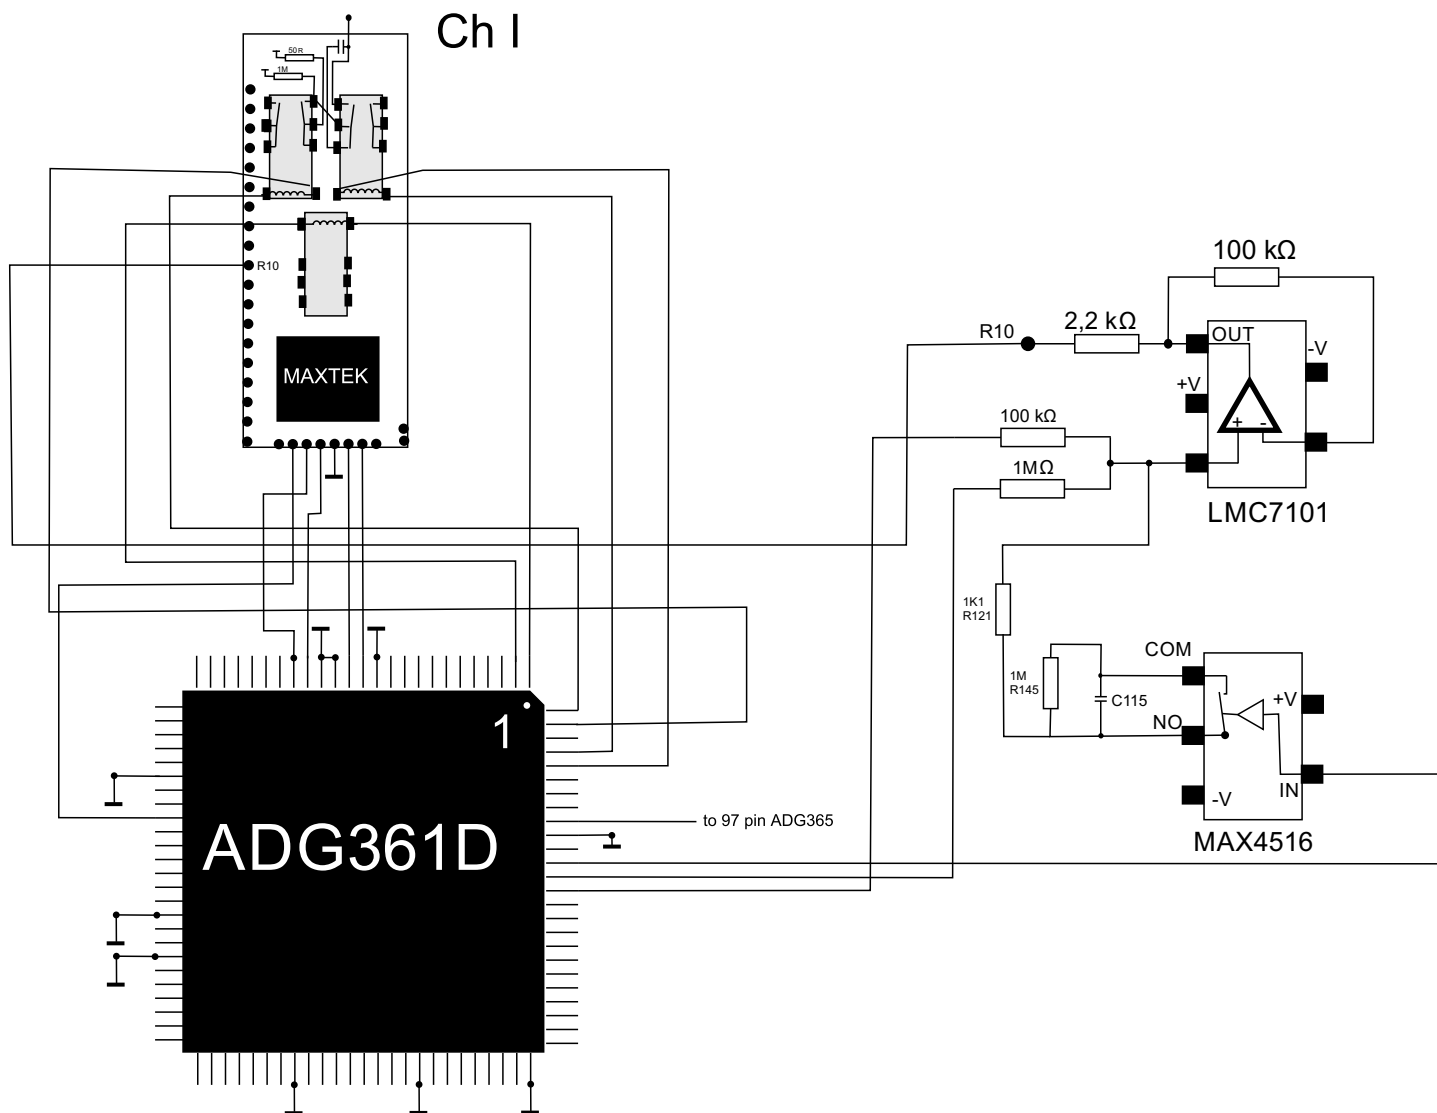 Ch I
50R
1M
R10
MAXTEK
100 kΩ
R10
2,2 kΩ
OUT
-V
+V
+ -
100 kΩ
1MΩ
LMC7101
1K1
R121
COM
1M
R145
C115
+V
NO
IN
-V
MAX4516
1
to 97 pin ADG365
ADG361D